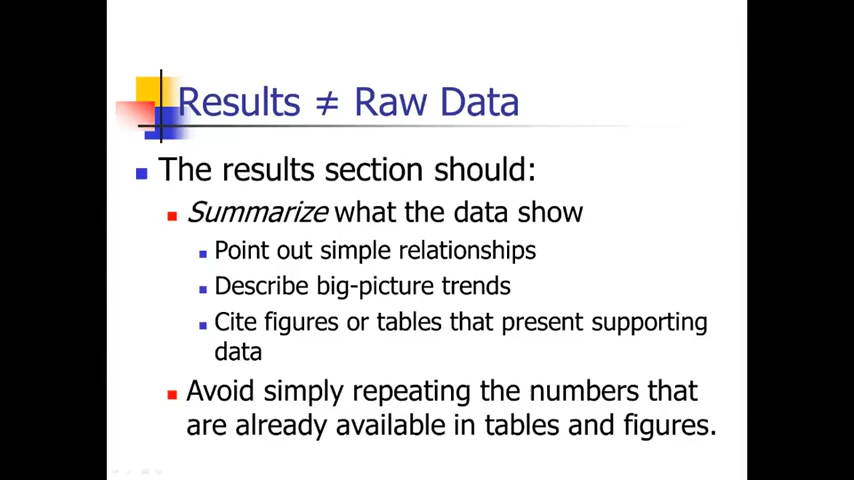 Results ≠ Raw Data
The results section should:
Summarize what the data show
Point out simple relationships
Describe big-picture trends
Cite figures or tables that present supporting
data
Avoid simply repeating the numbers that
are already available in tables and figures.